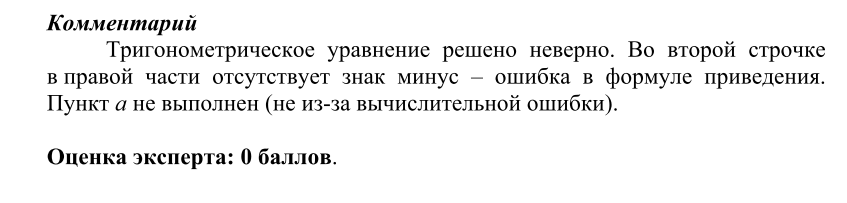 Комментарий
Тригонометрическое уравнение решено неверно. Во второй строчке
в правой части отсутствует знак минус – ошибка в формуле приведения.
Пункт а не выполнен (не из-за вычислительной ошибки).
Оценка эксперта: 0 баллов.